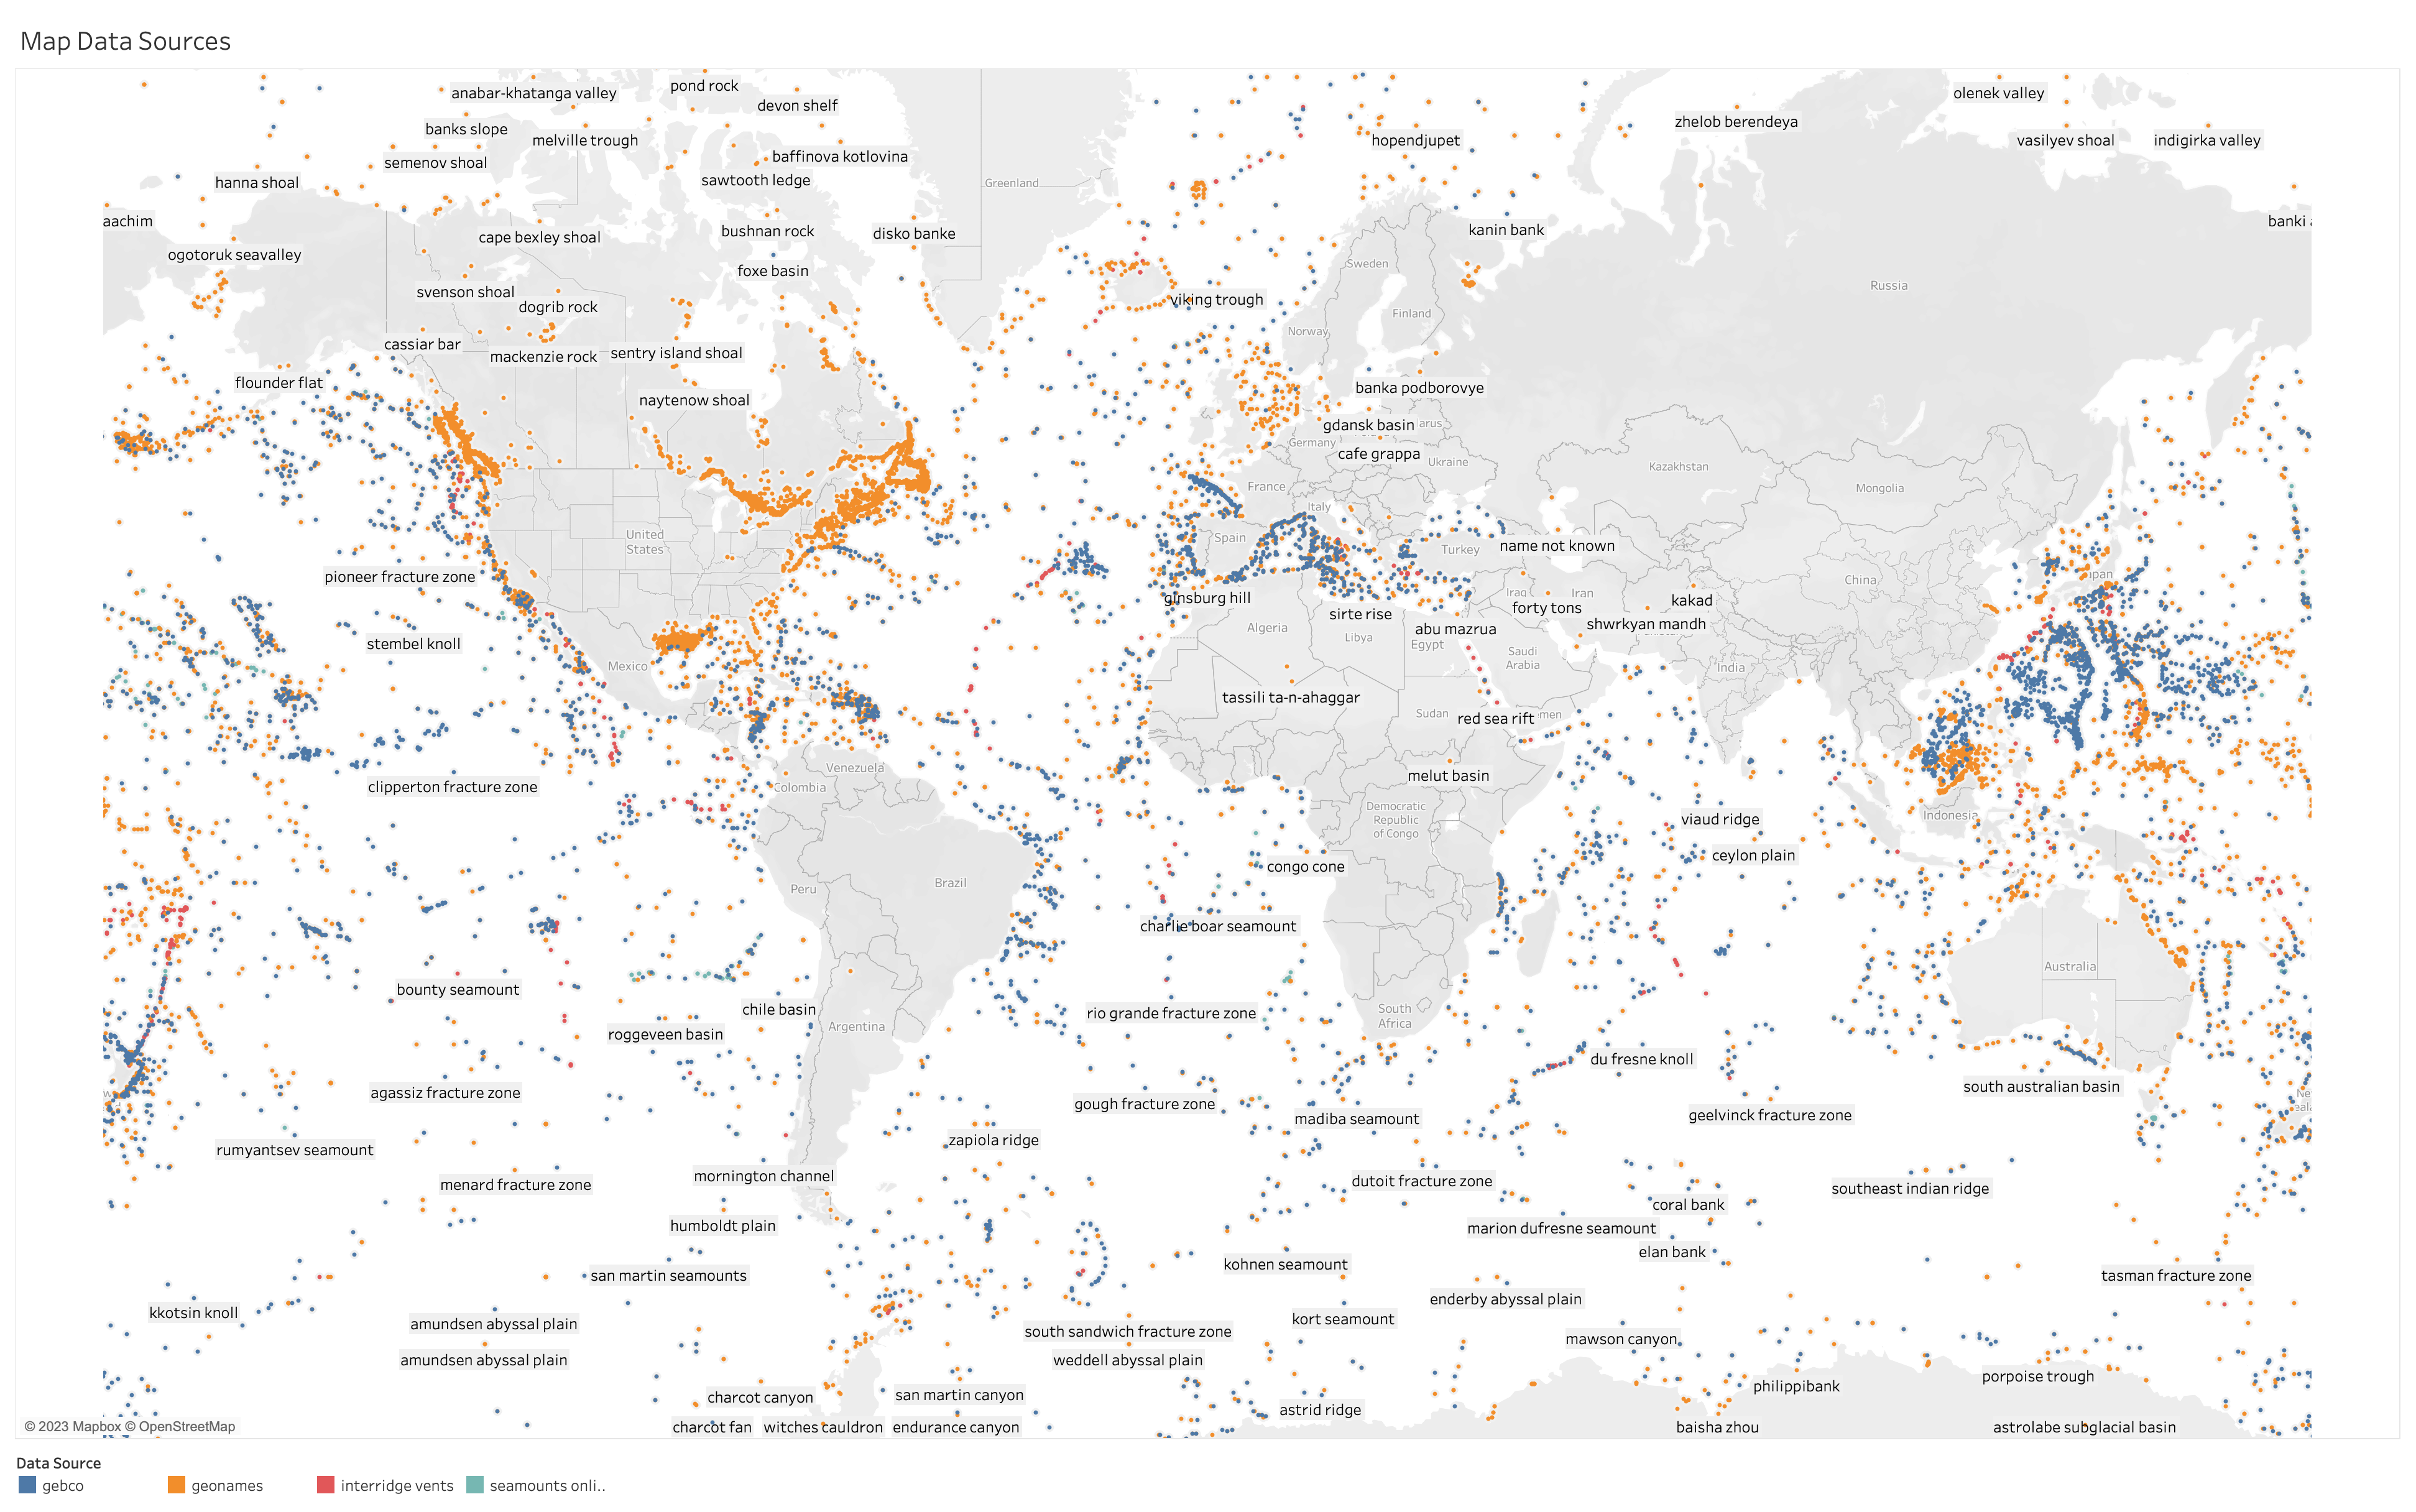 Map Data Sources
anabar-khatanga valley
pond rock
devon shelf
olenek valley
banks slope
melville trough
hopendjupet
zhelob berendeya
vasilyev shoal
indigirka valley
semenov shoal
baffinova kotlovina
hanna shoal
sawtooth ledge
Greenland
aachim
cape bexley shoal
bushnan rock
disko banke
kanin bank
banki
ogotoruk seavalley
foxe basin
Sweden
svenson shoal
dogrib rock
viking trough
Finland
Russia
Norway
cassiar bar
mackenzie rock
sentry island shoal
flounder flat
banka podborovye
naytenow shoal
gdansk basin
arus
Germany
cafe grappa
Ukraine
Kazakhstan
France
Mongolia
Italy
United
States
Spain
Turkey
name not known
pioneer fracture zone
China
apan
ginsburg hill
Iraq
Iran
forty tons
kakad
sirte rise
Algeria
Libya
abu mazrua
shwrkyan mandh
stembel knoll
Egypt
Saudi
Arabia
Mexico
India
tassili ta-n-ahaggar
Sudan
red sea rift
men
Venezuela
melut basin
clipperton fracture zone
Colombia
Democratic
Republic
of Congo
viaud ridge
Indonesia
ceylon plain
congo cone
Peru
Brazil
charlie boar seamount
Australia
bounty seamount
chile basin
rio grande fracture zone
South
Africa
roggeveen basin
Argentina
du fresne knoll
agassiz fracture zone
south australian basin
w
Ne
eal
gough fracture zone
madiba seamount
geelvinck fracture zone
rumyantsev seamount
zapiola ridge
menard fracture zone
mornington channel
dutoit fracture zone
southeast indian ridge
coral bank
humboldt plain
marion dufresne seamount
elan bank
san martin seamounts
kohnen seamount
tasman fracture zone
kkotsin knoll
enderby abyssal plain
amundsen abyssal plain
south sandwich fracture zone
kort seamount
mawson canyon
amundsen abyssal plain
weddell abyssal plain
charcot canyon
san martin canyon
astrid ridge
philippibank
porpoise trough
© 2023 Mapbox © OpenStreetMap
charcot fan
witches cauldron
endurance canyon
baisha zhou
astrolabe subglacial basin
Data Source
gebco
geonames
interridge vents
seamounts onli..